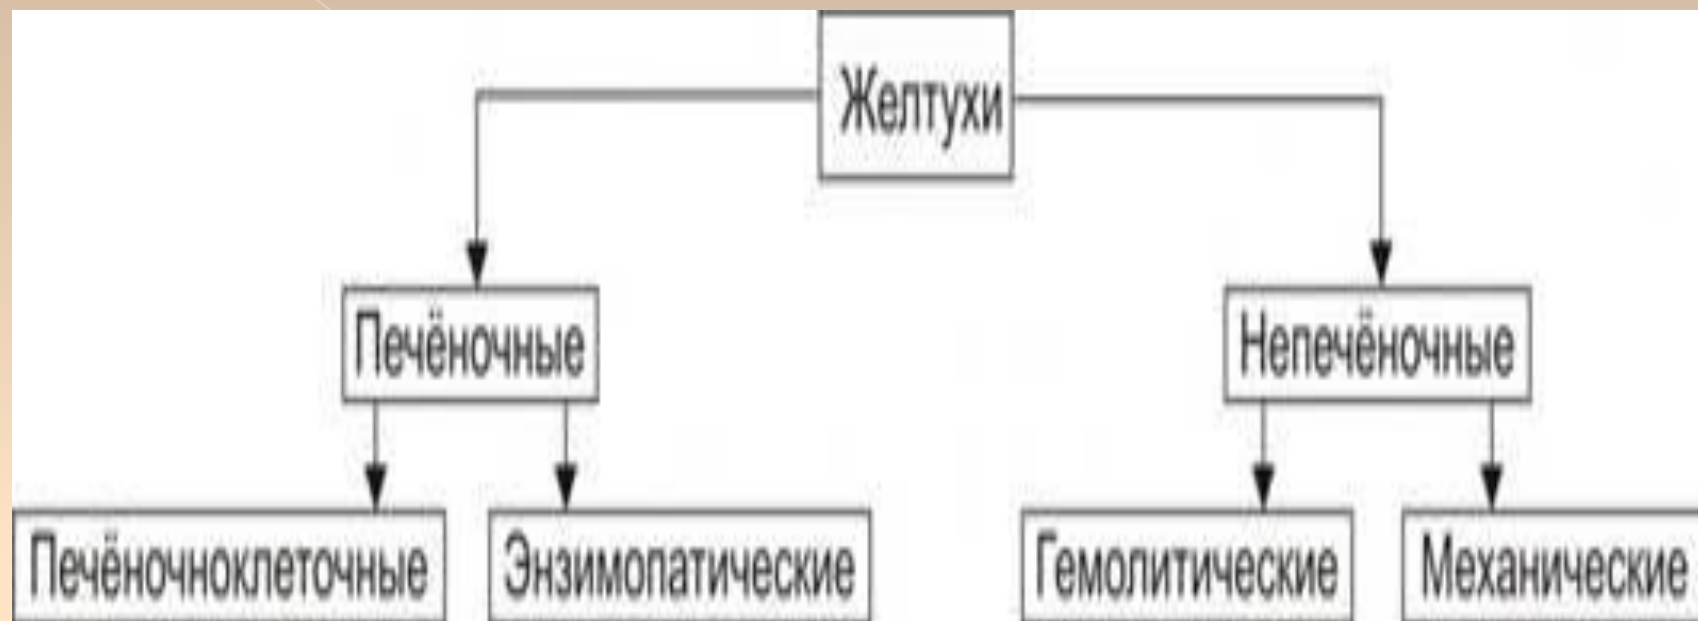 Желтухи
Печёночные
Непечёночные
Печёночноклеточные
Энзимопатические
Гемолитические
Механические